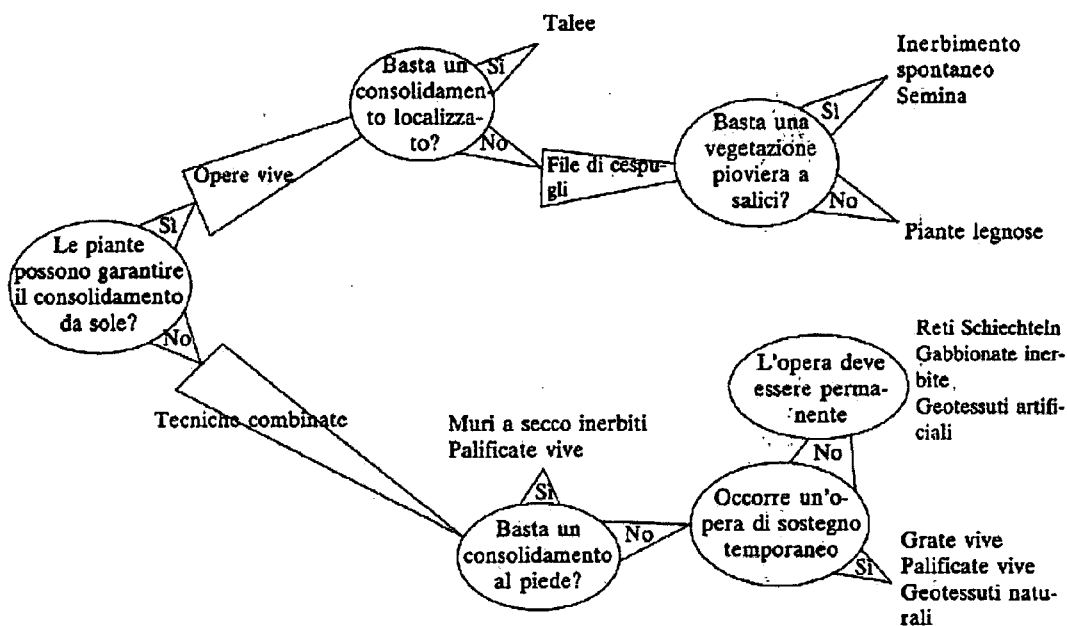 Talee
Sì
Basta un
consolidamen-
to localizza-
to?
No
Inerbimento
spontaneo
Semina
Sì
Basta una
vegetazione
pioviera a
salici?
No
Piante legnose
File di cespu-
gli
Opere vive
Sì
Le piante
possono garantire
il consolidamento
da sole?
No
Tecniche combinate
Muri a secco inerbiti
Palificate vive
Sì
Basta un
consolidamento
al piede?
No
L'opera deve
essere perma-
nente
No
Occorre un'o-
pera di sostegno
temporaneo
Sì
Reti Schiechteln
Gabbionate iner-
bite
Geotessuti artifi-
ciali
Grate vive
Palificate vive
Geotessuti natu-
rali